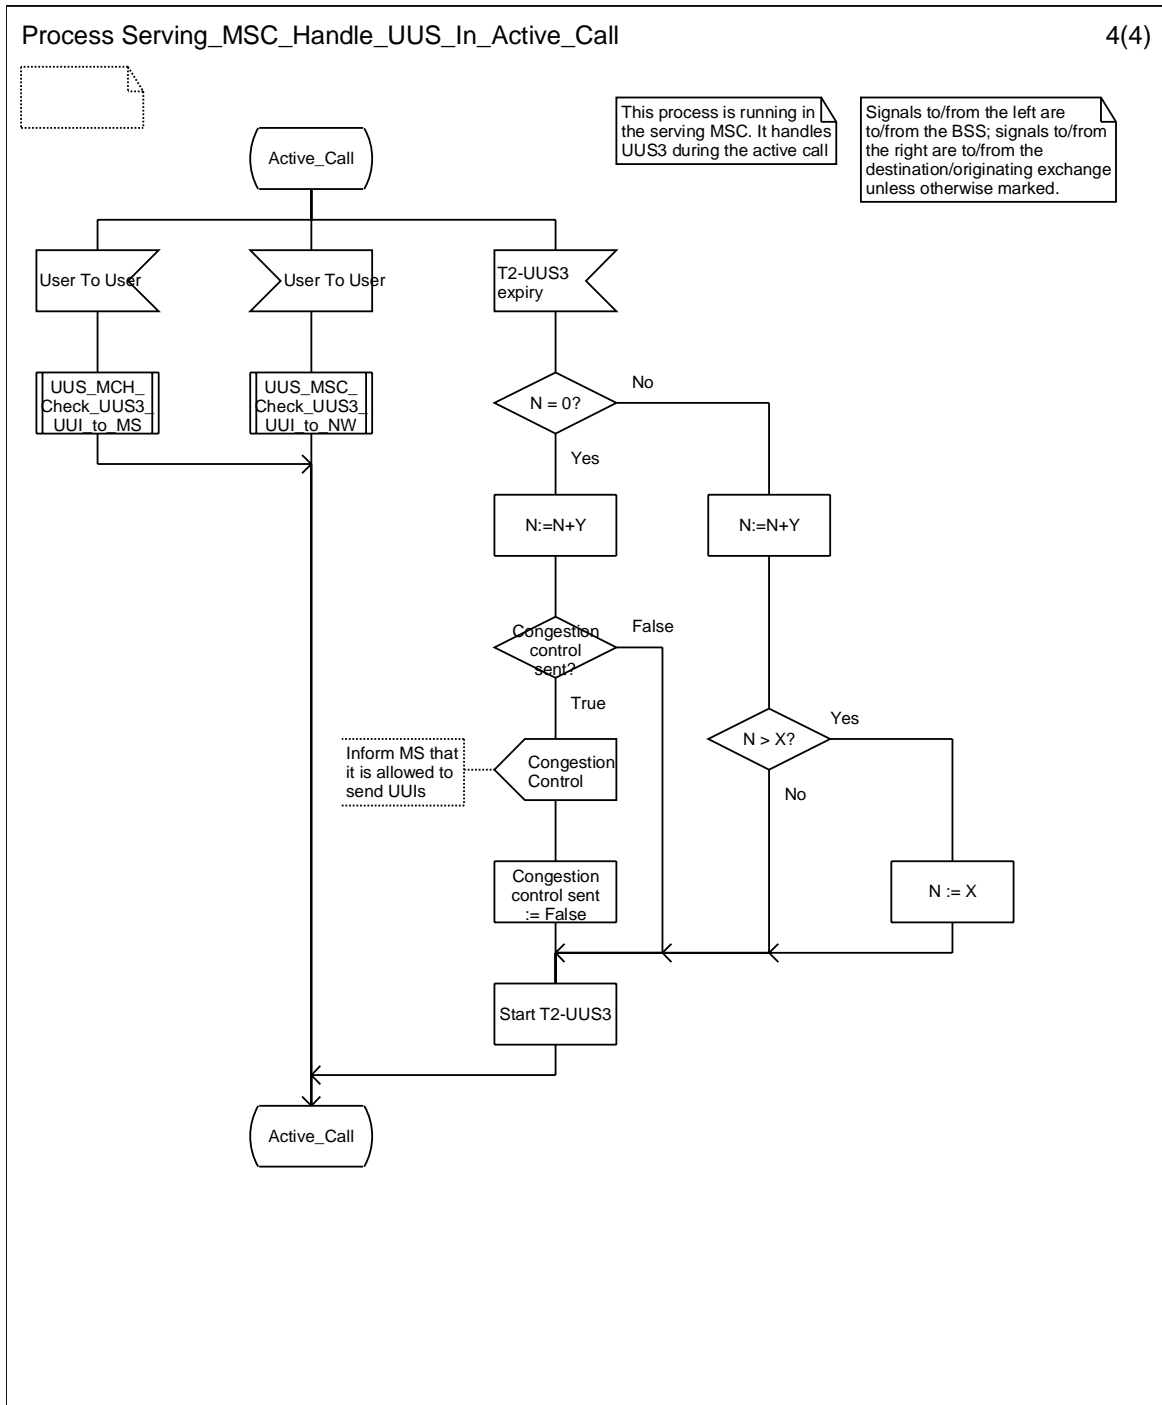 Process Serving_MSC_Handle_UUS_In_Active_Call
4(4)
This process is running in
the serving MSC. It handles
UUS3 during the active call
Signals to/from the left are
to/from the BSS; signals to/from
the right are to/from the
destination/originating exchange
unless otherwise marked.
Active_Call
User To User
User To User
T2-UUS3
expiry
UUS_MCH_
Check_UUS3_
UUI_to_MS
UUS_MSC_
Check_UUS3_
UUI_to_NW
N = 0?
No
Yes
N:=N+Y
N:=N+Y
Congestion
control
sent?
False
True
Inform MS that
it is allowed to
send UUIs
Congestion
Control
N > X?
Yes
No
Congestion
control sent
:= False
N := X
Start T2-UUS3
Active_Call